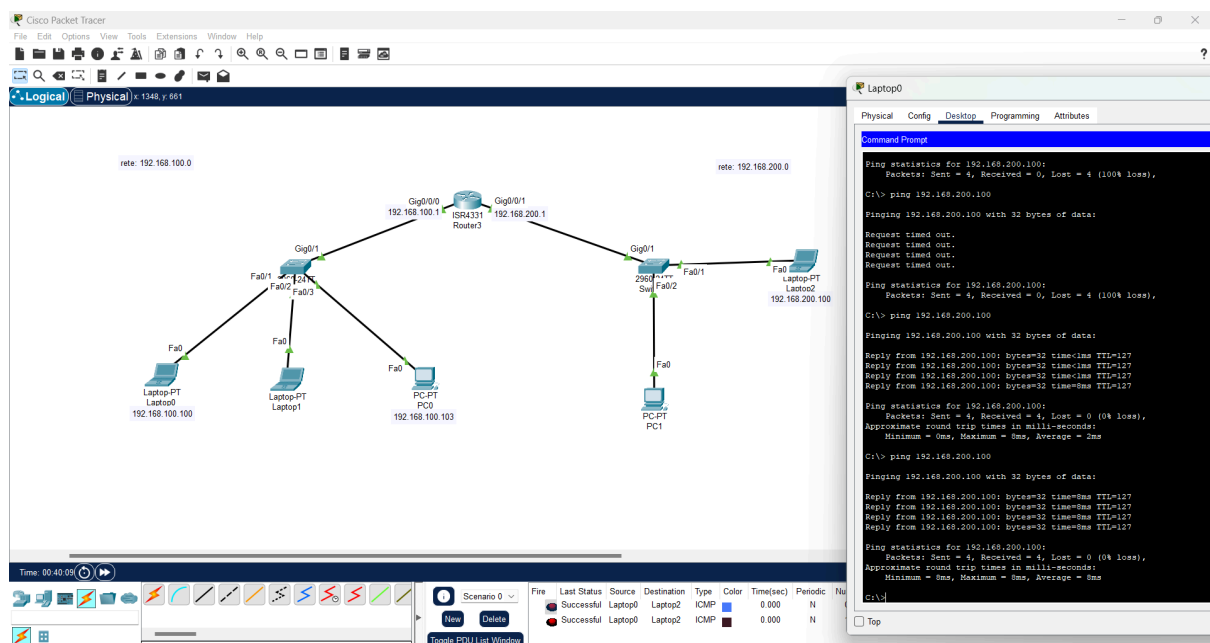 Cisco Packet Tracer
File Edit Options View Tools Extensions Window Help
?
Logical Physical x: 1348, y: 661
rete: 192.168.100.0
rete: 192.168.200.0
Gig0/0/0
192.168.100.1
ISR4331
Router3
Gig0/0/1
192.168.200.1
Gig0/1
Fa0/1
Fa0/2
Fa0/3
Gig0/1
Fa0/1
Fa0/2
Fa0
Laptop-PT
Laptop2
192.168.200.100
Fa0
Laptop-PT
Laptop0
192.168.100.100
Fa0
Laptop-PT
Laptop1
Fa0
PC-PT
PC0
192.168.100.103
Fa0
PC-PT
PC1
Time: 00:40:09
Scenario 0
New Delete
Toggle PDU List Window
Fire Last Status Source Destination Type Color Time(sec) Periodic
Successful Laptop0 Laptop2 ICMP 0.000 N
Successful Laptop0 Laptop2 ICMP 0.000 N
Laptop0
Physical Config Desktop Programming Attributes
Command Prompt
Ping statistics for 192.168.200.100:
Packets: Sent = 4, Received = 0, Lost = 4 (100% loss),
C:\> ping 192.168.200.100
Pinging 192.168.200.100 with 32 bytes of data:
Request timed out.
Request timed out.
Request timed out.
Request timed out.
Ping statistics for 192.168.200.100:
Packets: Sent = 4, Received = 0, Lost = 4 (100% loss),
C:\> ping 192.168.200.100
Pinging 192.168.200.100 with 32 bytes of data:
Reply from 192.168.200.100: bytes=32 time<1ms TTL=127
Reply from 192.168.200.100: bytes=32 time<1ms TTL=127
Reply from 192.168.200.100: bytes=32 time<1ms TTL=127
Reply from 192.168.200.100: bytes=32 time=8ms TTL=127
Ping statistics for 192.168.200.100:
Packets: Sent = 4, Received = 4, Lost = 0 (0% loss),
Approximate round trip times in milli-seconds:
Minimum = 0ms, Maximum = 8ms, Average = 2ms
C:\> ping 192.168.200.100
Pinging 192.168.200.100 with 32 bytes of data:
Reply from 192.168.200.100: bytes=32 time=8ms TTL=127
Reply from 192.168.200.100: bytes=32 time=8ms TTL=127
Reply from 192.168.200.100: bytes=32 time=8ms TTL=127
Reply from 192.168.200.100: bytes=32 time=8ms TTL=127
Ping statistics for 192.168.200.100:
Packets: Sent = 4, Received = 4, Lost = 0 (0% loss),
Approximate round trip times in milli-seconds:
Minimum = 8ms, Maximum = 8ms, Average = 8ms
C:\>
Top